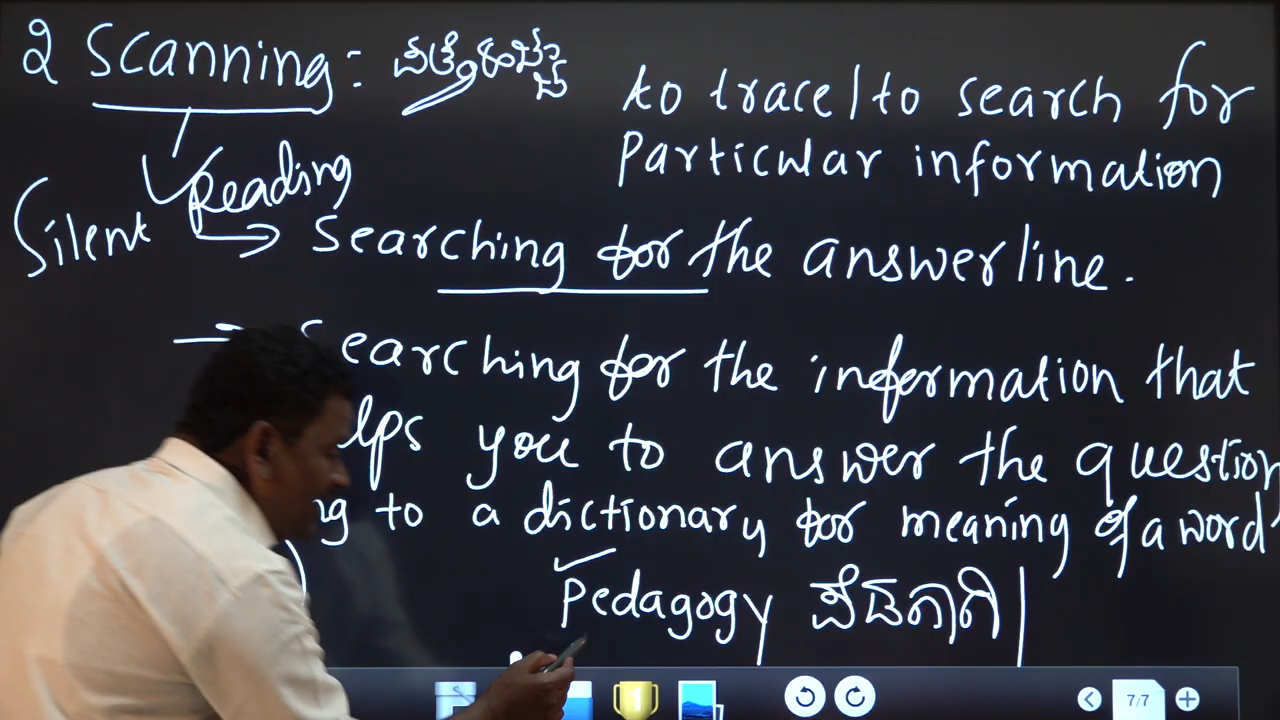 2 Scanning: ಪತ್ತೆಹಚ್ಚು
to trace/to search for
particular information
Silent Reading
→ Searching for the answer line.
→ Searching for the information that
lps you to answer the question
ng to a dictionary for meaning of a word
Pedagogy ಪೆಡಗಾಗಿ
7/7